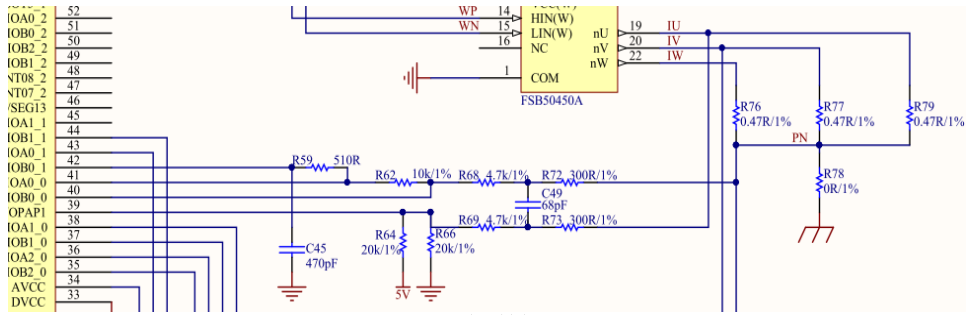 IOA0_2 52
IOB0_2 51
IOB2_2 50
IOB1_2 49
NT08_2 48
NT07_2 47
/SEG13 46
IOA1_1 45
IOB1_1 44
IOA0_1 43
IOB0_1 42
IOA0_0 41
IOB0_0 40
OPAP1 39
IOA1_0 38
IOB1_0 37
IOA2_0 36
IOB2_0 35
AVCC 34
DVCC 33
WP 14 HIN(W)
WN 15 LIN(W)
16 NC
1 COM
nU 19 IU
nV 20 IV
nW 22 IW
FSB50450A
R76
0.47R/1%
R77
0.47R/1%
R79
0.47R/1%
PN
R78
0R/1%
R59 510R
R62 10k/1%
R68 4.7k/1%
R72 300R/1%
C49
68pF
R69 4.7k/1%
R73 300R/1%
R64
20k/1%
R66
20k/1%
C45
470pF
5V